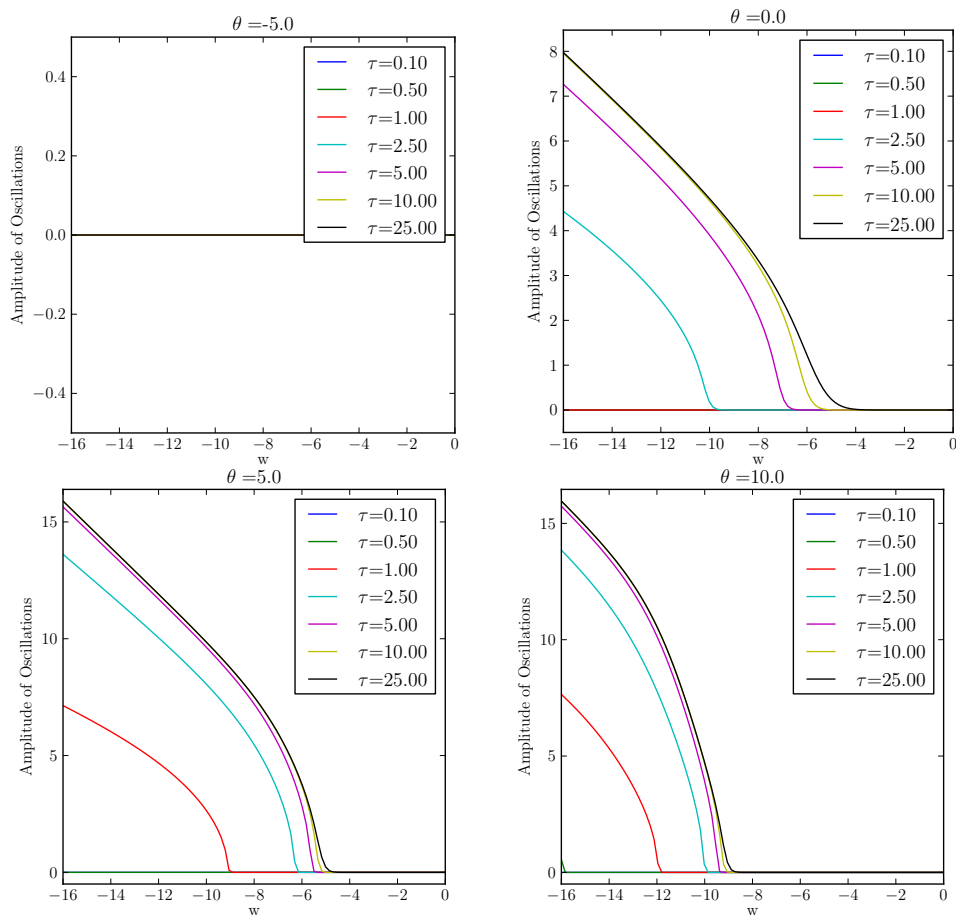 θ =-5.0
Amplitude of Oscillations
0.4
0.2
0.0
−0.2
−0.4
−16 −14 −12 −10 −8 −6 −4 −2 0
w
τ=0.10
τ=0.50
τ=1.00
τ=2.50
τ=5.00
τ=10.00
τ=25.00
θ =0.0
Amplitude of Oscillations
8
7
6
5
4
3
2
1
0
−16 −14 −12 −10 −8 −6 −4 −2 0
w
τ=0.10
τ=0.50
τ=1.00
τ=2.50
τ=5.00
τ=10.00
τ=25.00
θ =5.0
Amplitude of Oscillations
15
10
5
0
−16 −14 −12 −10 −8 −6 −4 −2 0
w
τ=0.10
τ=0.50
τ=1.00
τ=2.50
τ=5.00
τ=10.00
τ=25.00
θ =10.0
Amplitude of Oscillations
15
10
5
0
−16 −14 −12 −10 −8 −6 −4 −2 0
w
τ=0.10
τ=0.50
τ=1.00
τ=2.50
τ=5.00
τ=10.00
τ=25.00